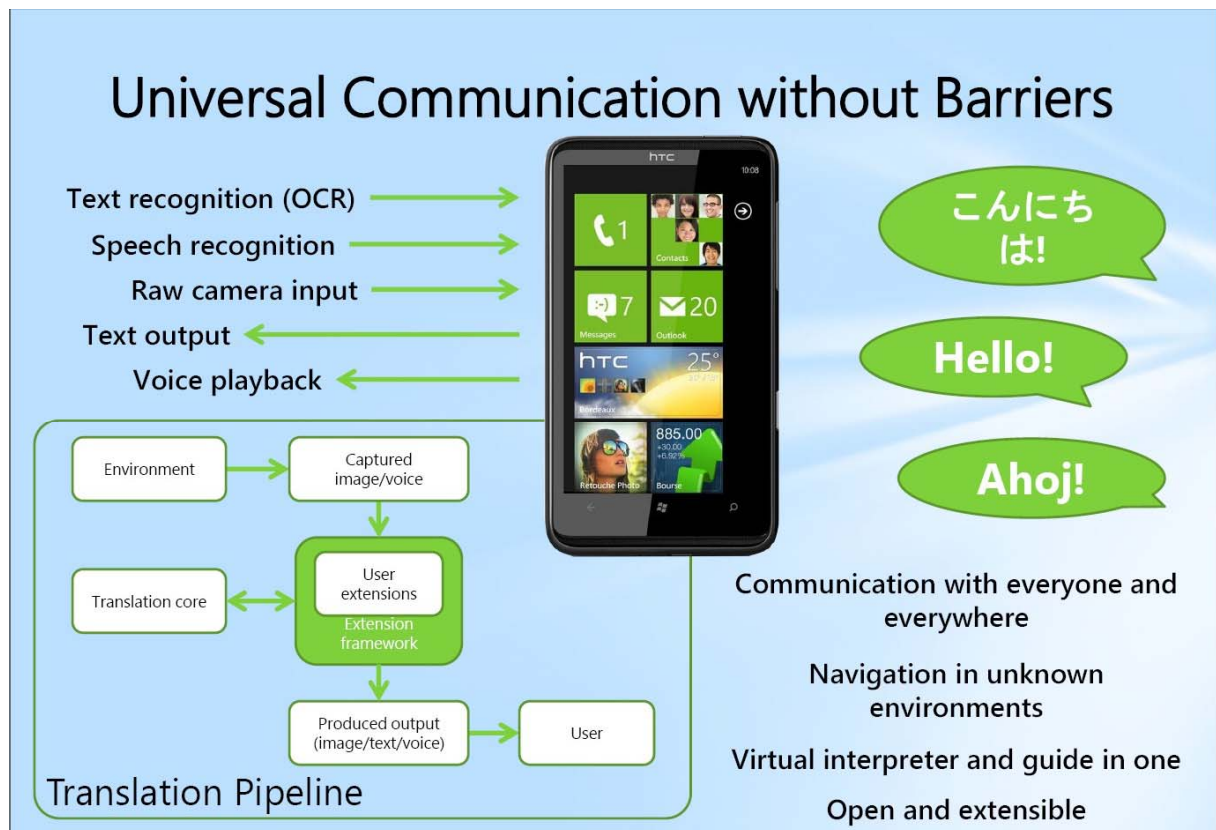 Universal Communication without Barriers
Text recognition (OCR)
Speech recognition
Raw camera input
Text output
Voice playback
hTC
10:08
1
Contacts
7
Messages
20
Outlook
hTC
25°
Bordeaux
Retouche Photo
885.00
+30.00
+6.92%
Bourse
こんにち
は!
Hello!
Ahoj!
Environment
Captured
image/voice
Translation core
User
extensions
Extension
framework
Produced output
(image/text/voice)
User
Translation Pipeline
Communication with everyone and
everywhere
Navigation in unknown
environments
Virtual interpreter and guide in one
Open and extensible